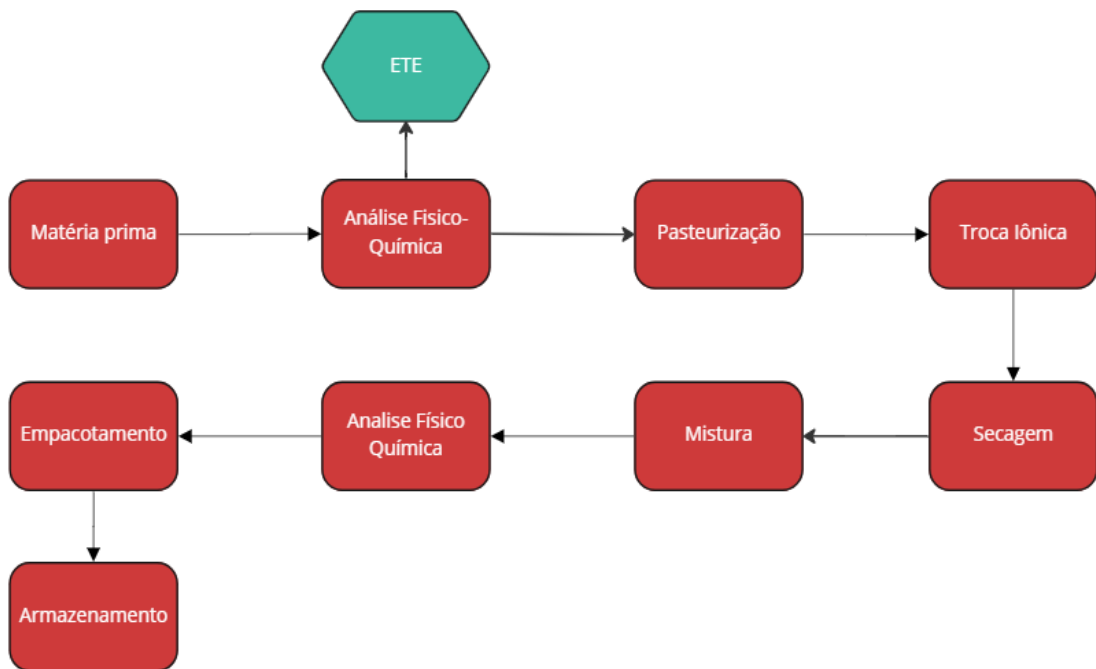 ETE
Matéria prima
Análise Fisico-
Química
Pasteurização
Troca Iônica
Secagem
Mistura
Analise Físico
Química
Empacotamento
Armazenamento